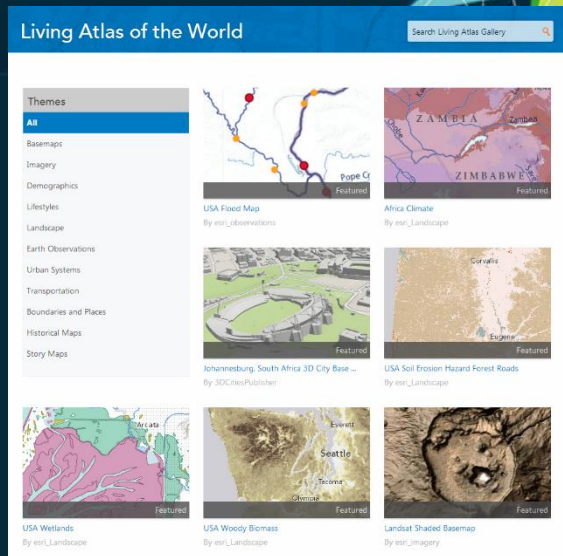 Living Atlas of the World
Search Living Atlas Gallery
Themes
All
Basemaps
Imagery
Demographics
Lifestyles
Landscape
Earth Observations
Urban Systems
Transportation
Boundaries and Places
Historical Maps
Story Maps
Pope C
Featured
USA Flood Map
By esri_observations
ZAMBIA
Zambezi
ZIMBABWE
Featured
Africa Climate
By esri_Landscape
Featured
Johannesburg, South Africa 3D City Base ...
By 3DCitiesPublisher
Corvallis
Eugene
Featured
USA Soil Erosion Hazard Forest Roads
By esri_Landscape
Arcata
Featured
USA Wetlands
By esri_Landscape
Everett
Seattle
Tacoma
Olympia
Featured
USA Woody Biomass
By esri_Landscape
Featured
Landsat Shaded Basemap
By esri_imagery